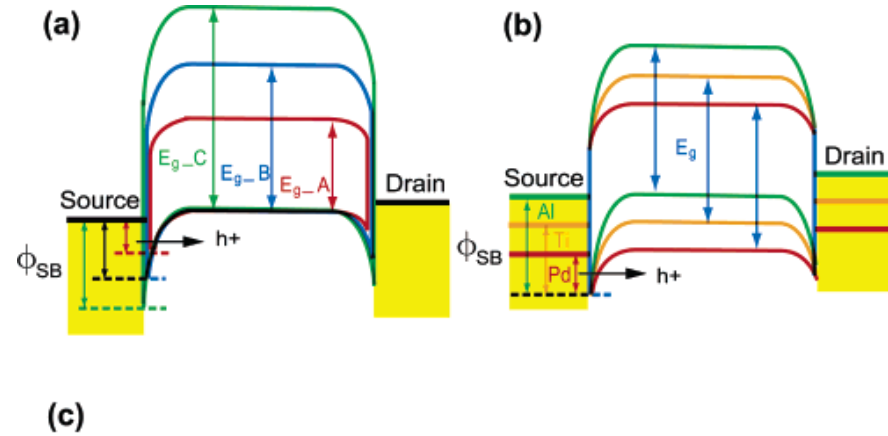 (a)
(b)
E_g_C
E_g_B
E_g_A
Source
Drain
ϕ_SB
h+
E_g
Source
Drain
Al
Ti
ϕ_SB
Pd
h+
(c)